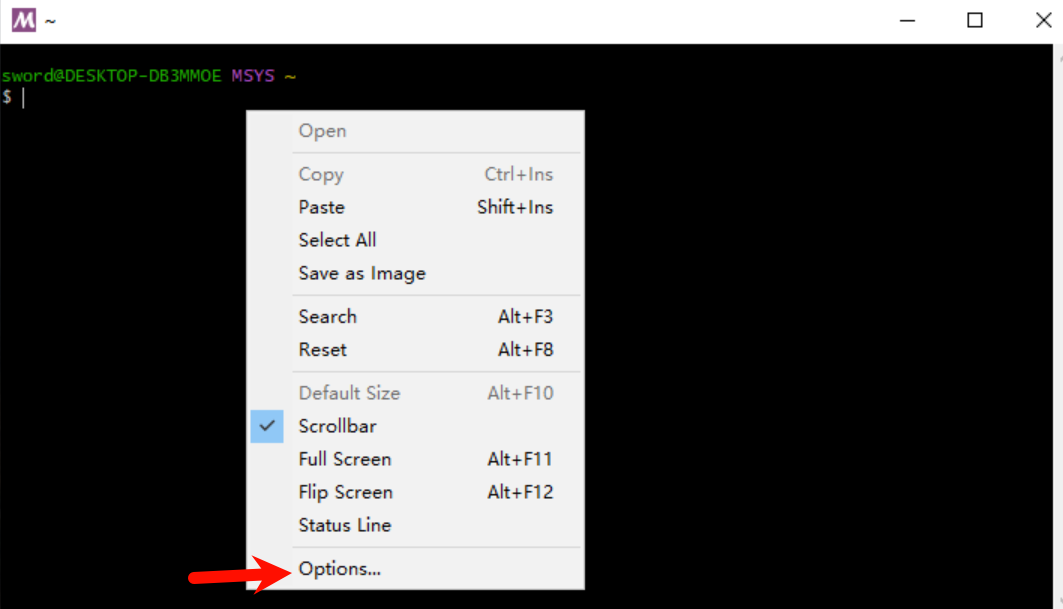 M ~
sword@DESKTOP-DB3MMOE MSYS ~
$
Open
Copy Ctrl+Ins
Paste Shift+Ins
Select All
Save as Image
Search Alt+F3
Reset Alt+F8
Default Size Alt+F10
Scrollbar
Full Screen Alt+F11
Flip Screen Alt+F12
Status Line
Options...